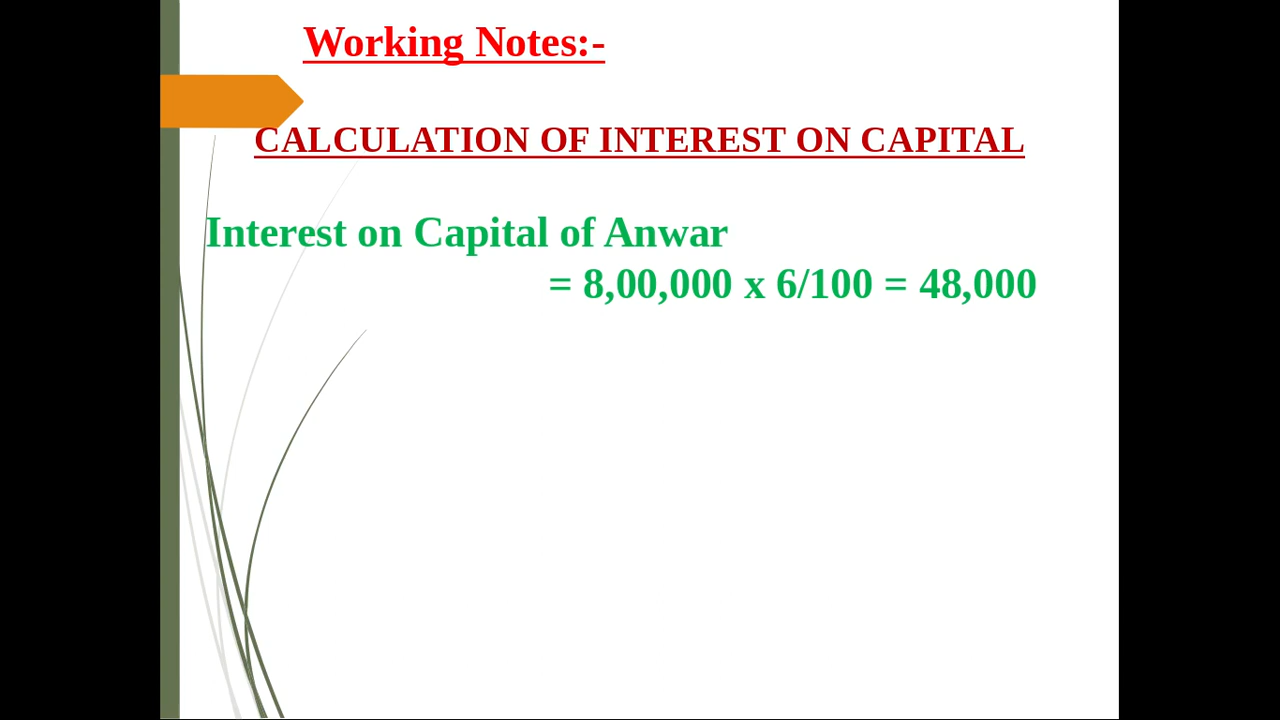 Working Notes:-
CALCULATION OF INTEREST ON CAPITAL
Interest on Capital of Anwar
= 8,00,000 x 6/100 = 48,000